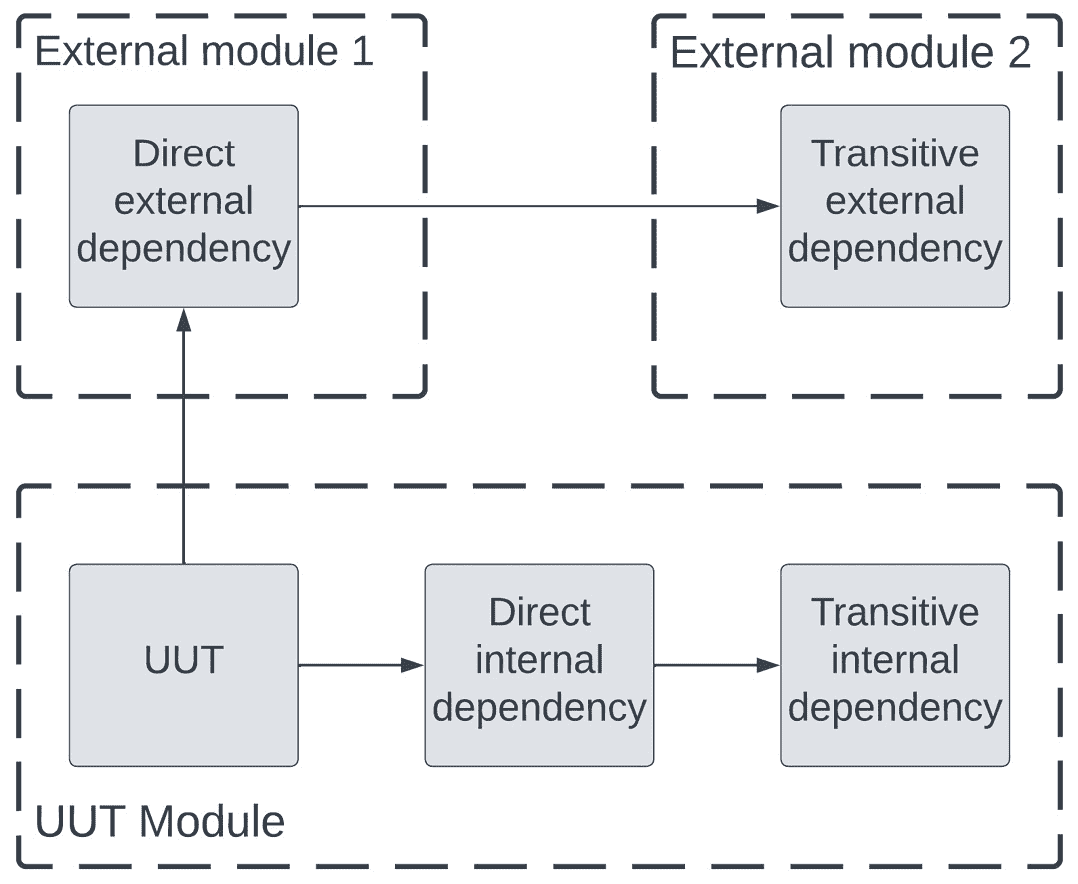 External module 1
Direct
external
dependency
External module 2
Transitive
external
dependency
UUT
Direct
internal
dependency
Transitive
internal
dependency
UUT Module